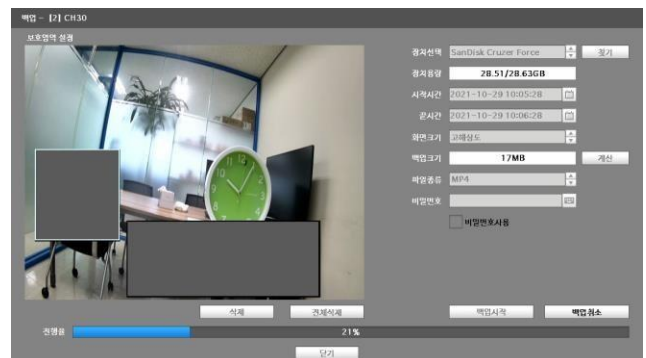 백업 - [2] CH30
보호영역 설정
장치선택 SanDisk Cruzer Force 찾기
장치용량 28.51/28.63GB
시작시간 2021-10-29 10:05:28
끝시간 2021-10-29 10:06:28
화면크기 고해상도
백업크기 17MB 계산
파일종류 MP4
비밀번호
비밀번호사용
삭제 전체삭제 백업시작 백업취소
진행율 21%
닫기